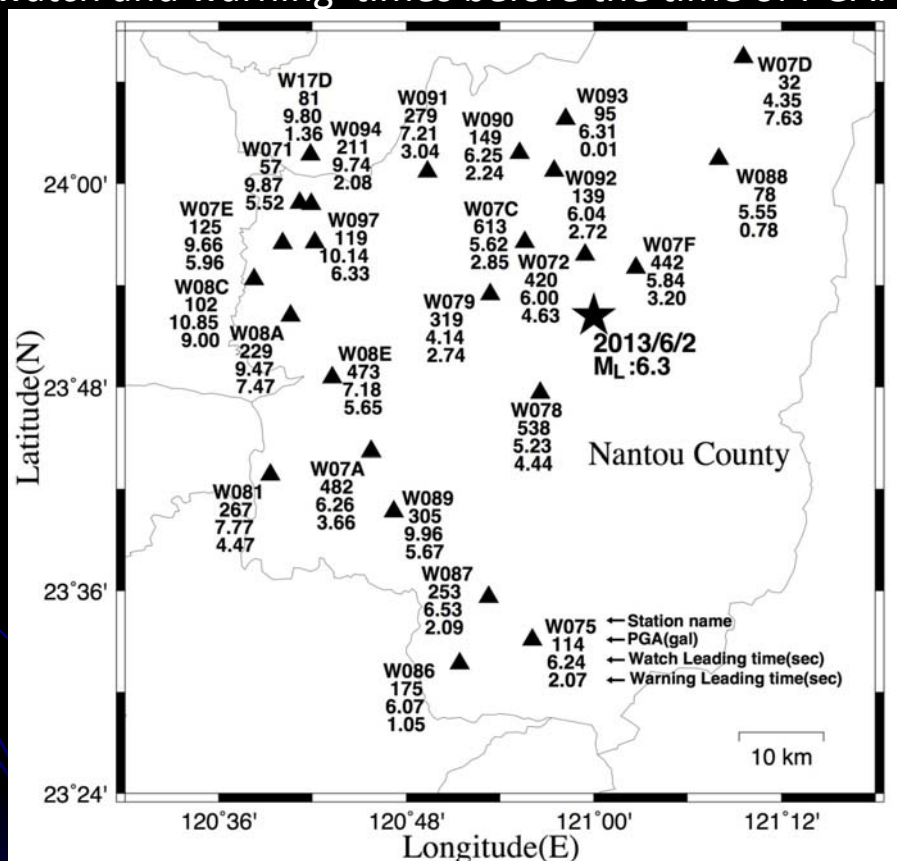 watch and warning times before the time of PGA.
W17D
81
9.80
1.36
W091
279
7.21
3.04
W090
149
6.25
2.24
W093
95
6.31
0.01
W07D
32
4.35
7.63
W094
211
9.74
2.08
W071
57
9.87
5.52
24°00'
W092
139
6.04
2.72
W088
78
5.55
0.78
W07E
125
9.66
5.96
W097
119
10.14
6.33
W07C
613
5.62
2.85
W072
420
6.00
4.63
W07F
442
5.84
3.20
W08C
102
10.85
9.00
W079
319
4.14
2.74
W08A
229
9.47
7.47
2013/6/2
ML :6.3
W08E
473
7.18
5.65
23°48'
Latitude(N)
W078
538
5.23
4.44
Nantou County
W07A
482
6.26
3.66
W081
267
7.77
4.47
W089
305
9.96
5.67
W087
253
6.53
2.09
23°36'
W075 ← Station name
114 ← PGA(gal)
6.24 ← Watch Leading time(sec)
2.07 ← Warning Leading time(sec)
W086
175
6.07
1.05
10 km
23°24'
120°36' 120°48' 121°00' 121°12'
Longitude(E)